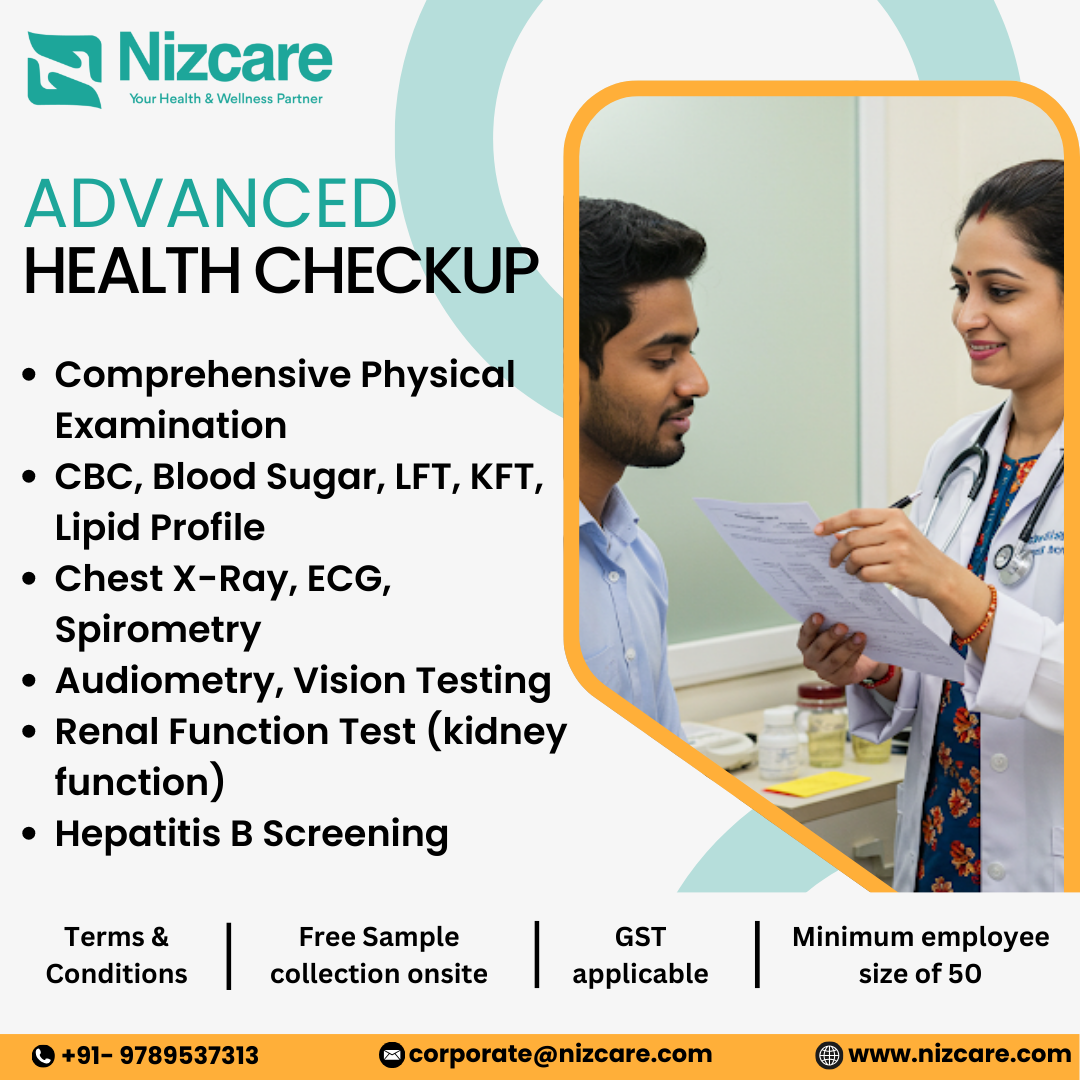 Nizcare
Your Health & Wellness Partner
ADVANCED
HEALTH CHECKUP
• Comprehensive Physical
Examination
• CBC, Blood Sugar, LFT, KFT,
Lipid Profile
• Chest X-Ray, ECG,
Spirometry
• Audiometry, Vision Testing
• Renal Function Test (kidney
function)
• Hepatitis B Screening
Terms &
Conditions
Free Sample
collection onsite
GST
applicable
Minimum employee
size of 50
+91- 9789537313
corporate@nizcare.com
www.nizcare.com